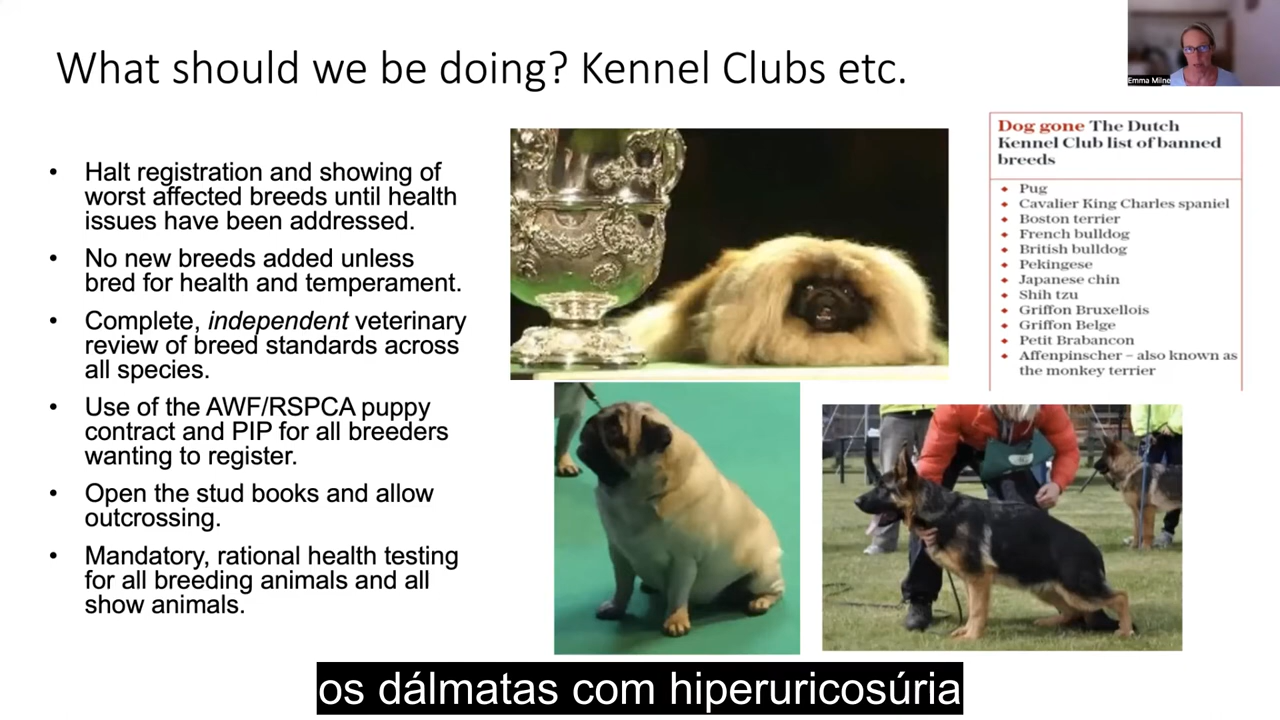 What should we be doing? Kennel Clubs etc.
Emma Milne
• Halt registration and showing of
worst affected breeds until health
issues have been addressed.
• No new breeds added unless
bred for health and temperament.
• Complete, independent veterinary
review of breed standards across
all species.
• Use of the AWF/RSPCA puppy
contract and PIP for all breeders
wanting to register.
• Open the stud books and allow
outcrossing.
• Mandatory, rational health testing
for all breeding animals and all
show animals.
Dog gone The Dutch
Kennel Club list of banned
breeds
Pug
Cavalier King Charles spaniel
Boston terrier
French bulldog
British bulldog
Pekingese
Japanese chin
Shih tzu
Griffon Bruxellois
Griffon Belge
Petit Brabancon
Affenpinscher – also known as
the monkey terrier
os dálmatas com hiperuricosúria